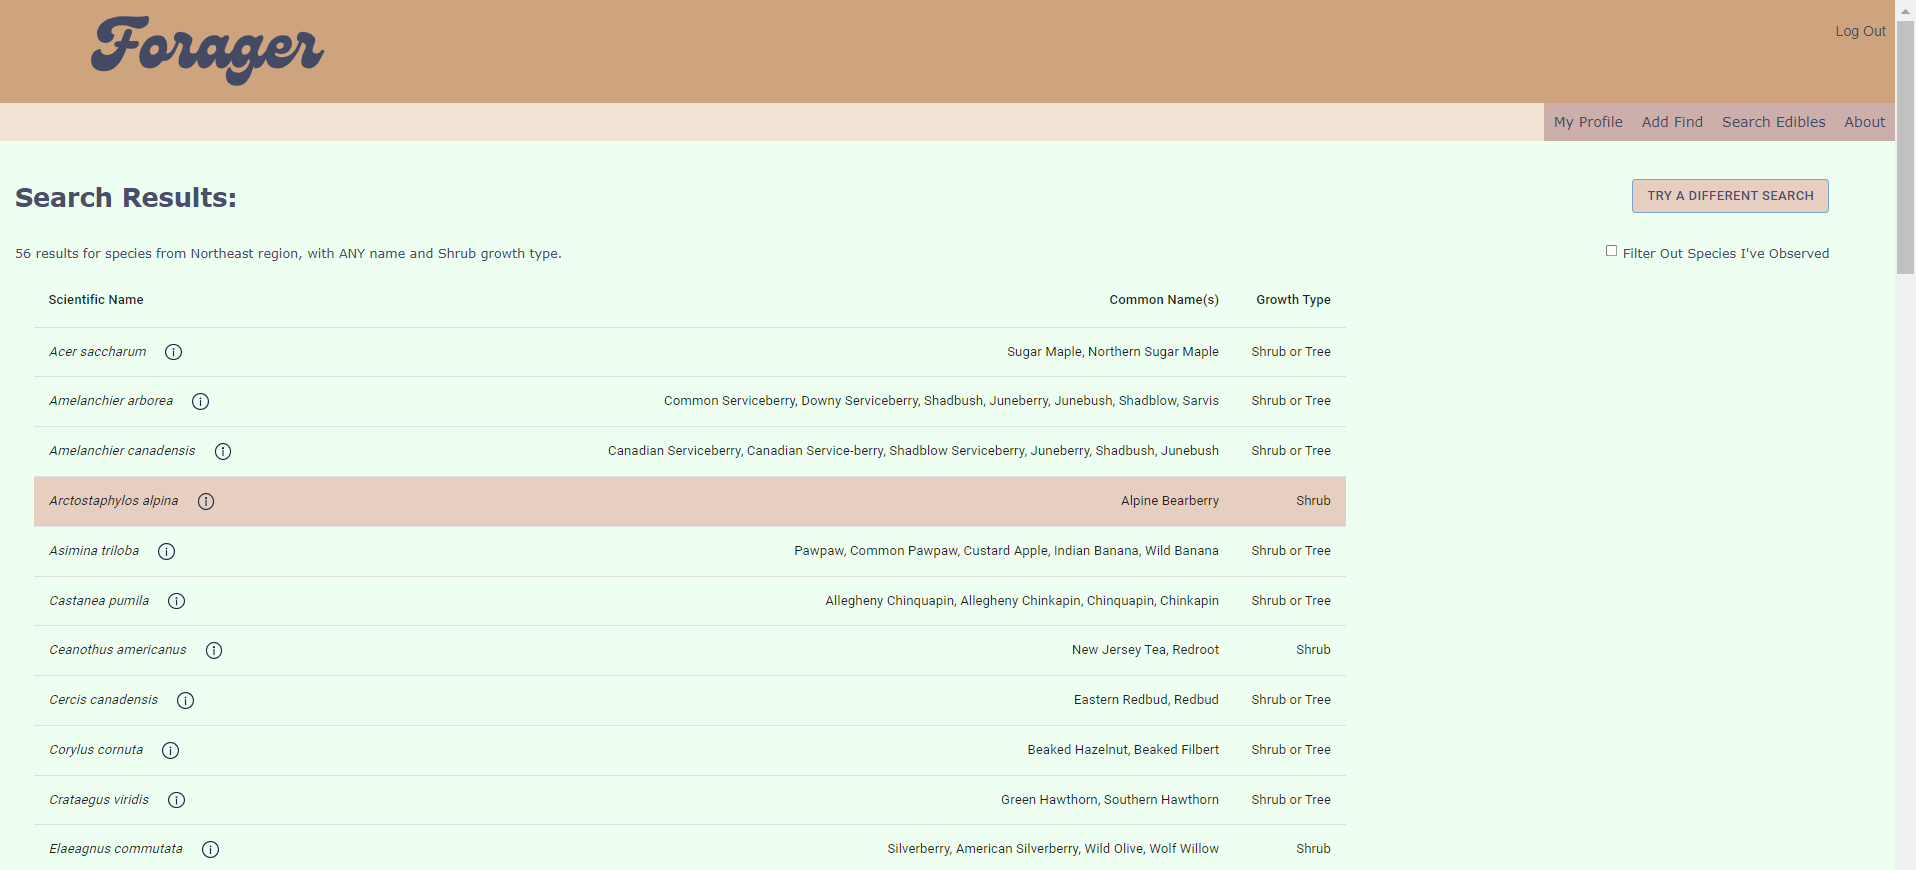 Forager
Log Out
My Profile Add Find Search Edibles About
Search Results:
TRY A DIFFERENT SEARCH
56 results for species from Northeast region, with ANY name and Shrub growth type.
Filter Out Species I've Observed
Scientific Name Common Name(s) Growth Type
Acer saccharum Sugar Maple, Northern Sugar Maple Shrub or Tree
Amelanchier arborea Common Serviceberry, Downy Serviceberry, Shadbush, Juneberry, Junebush, Shadblow, Sarvis Shrub or Tree
Amelanchier canadensis Canadian Serviceberry, Canadian Service-berry, Shadblow Serviceberry, Juneberry, Shadbush, Junebush Shrub or Tree
Arctostaphylos alpina Alpine Bearberry Shrub
Asimina triloba Pawpaw, Common Pawpaw, Custard Apple, Indian Banana, Wild Banana Shrub or Tree
Castanea pumila Allegheny Chinquapin, Allegheny Chinkapin, Chinquapin, Chinkapin Shrub or Tree
Ceanothus americanus New Jersey Tea, Redroot Shrub
Cercis canadensis Eastern Redbud, Redbud Shrub or Tree
Corylus cornuta Beaked Hazelnut, Beaked Filbert Shrub or Tree
Crataegus viridis Green Hawthorn, Southern Hawthorn Shrub or Tree
Elaeagnus commutata Silverberry, American Silverberry, Wild Olive, Wolf Willow Shrub